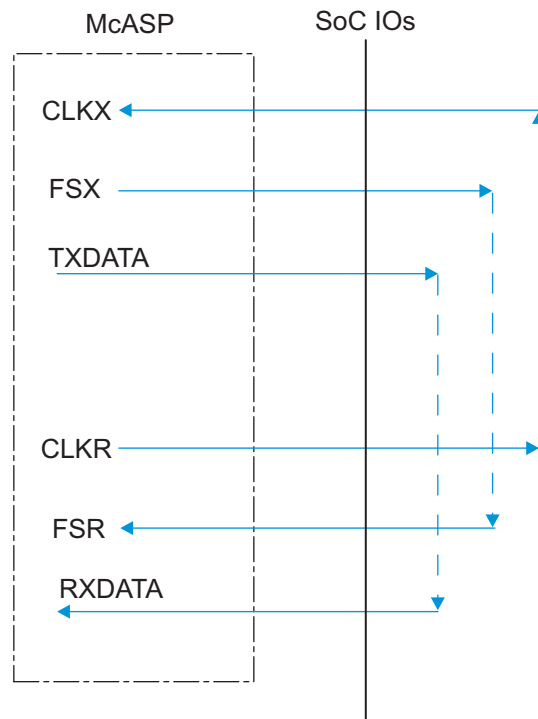 McASP
SoC IOs
CLKX
FSX
TXDATA
CLKR
FSR
RXDATA